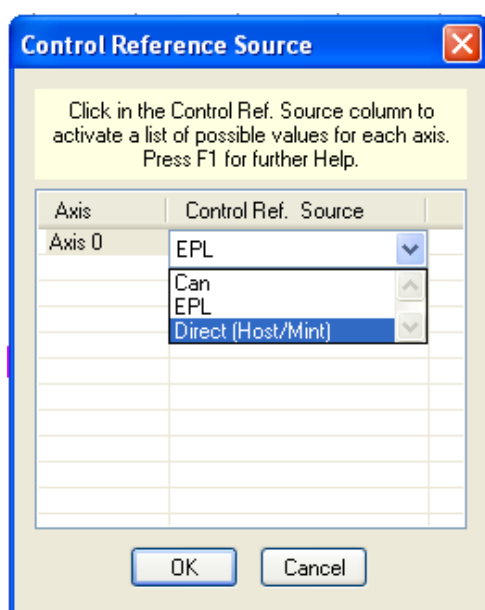 Control Reference Source
Click in the Control Ref. Source column to
activate a list of possible values for each axis.
Press F1 for further Help.
Axis Control Ref. Source
Axis 0 EPL
Can
EPL
Direct (Host/Mint)
OK Cancel